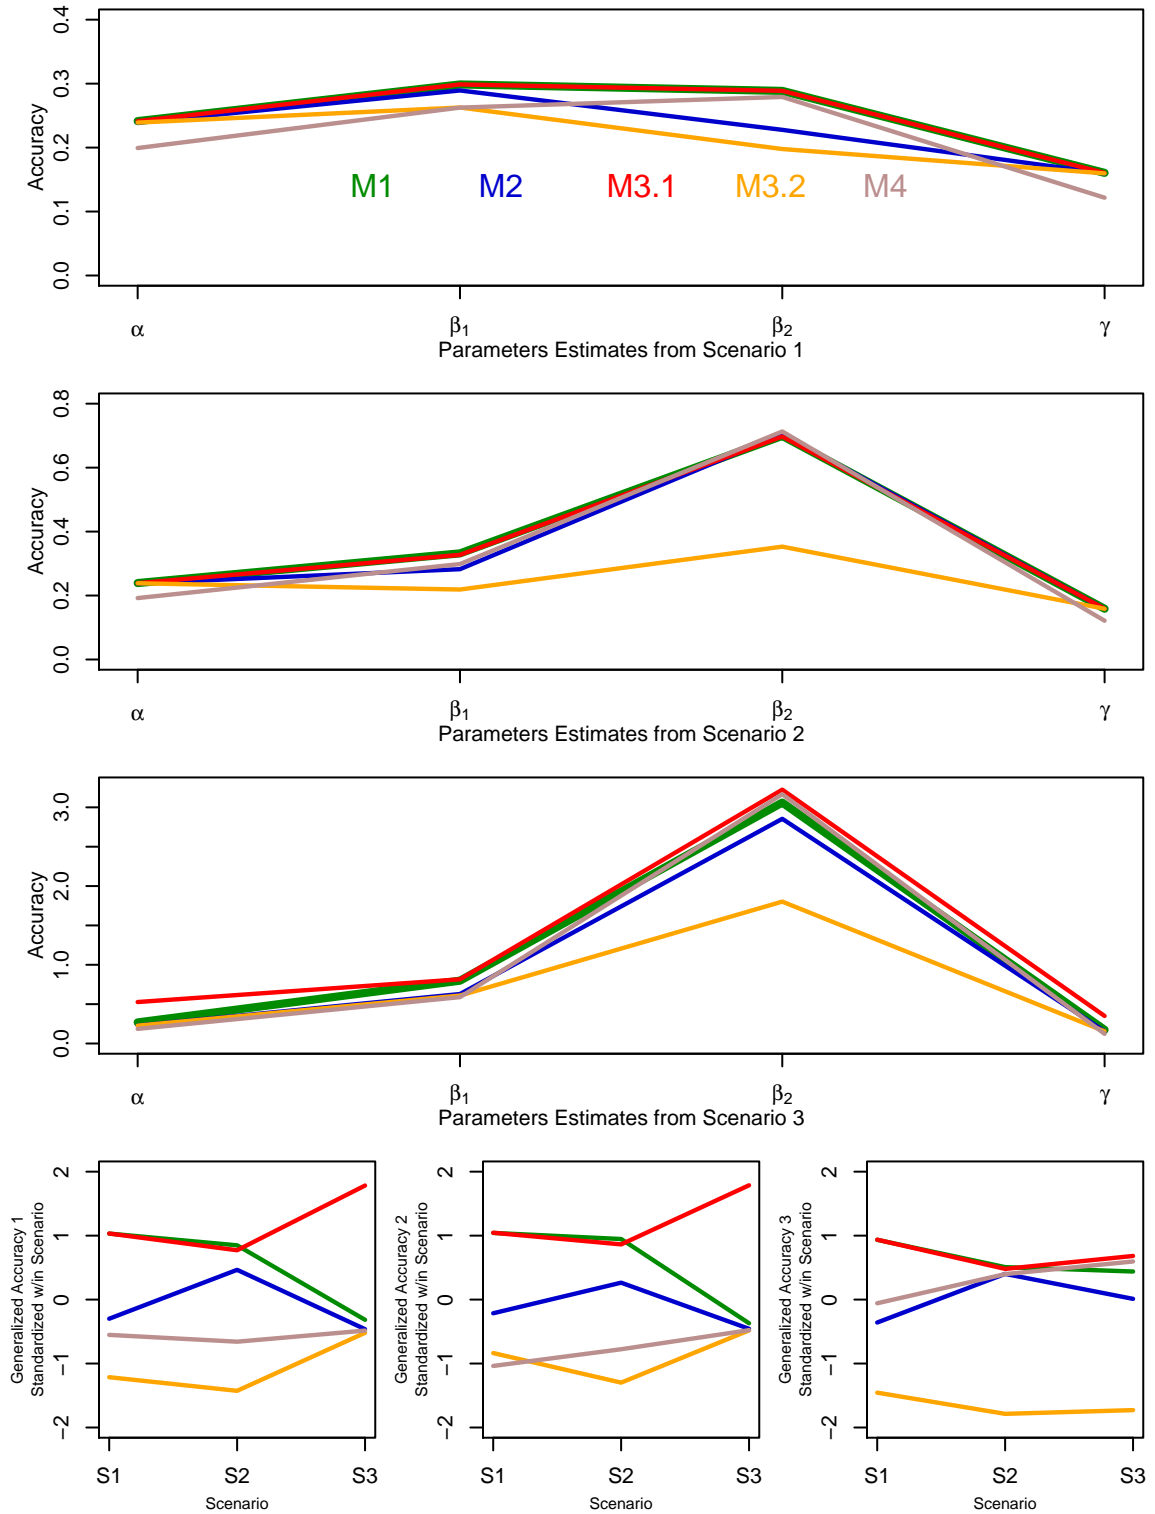 0.4
0.3
0.2
0.1
0.0
Accuracy
M1 M2 M3.1 M3.2 M4
α β1 β2 γ
Parameters Estimates from Scenario 1
0.8
0.6
0.4
0.2
0.0
Accuracy
α β1 β2 γ
Parameters Estimates from Scenario 2
3.0
2.0
1.0
0.0
Accuracy
α β1 β2 γ
Parameters Estimates from Scenario 3
Generalized Accuracy 1
Standardized w/in Scenario
2
1
0
−1
−2
S1 S2 S3
Scenario
Generalized Accuracy 2
Standardized w/in Scenario
2
1
0
−1
−2
S1 S2 S3
Scenario
Generalized Accuracy 3
Standardized w/in Scenario
2
1
0
−1
−2
S1 S2 S3
Scenario